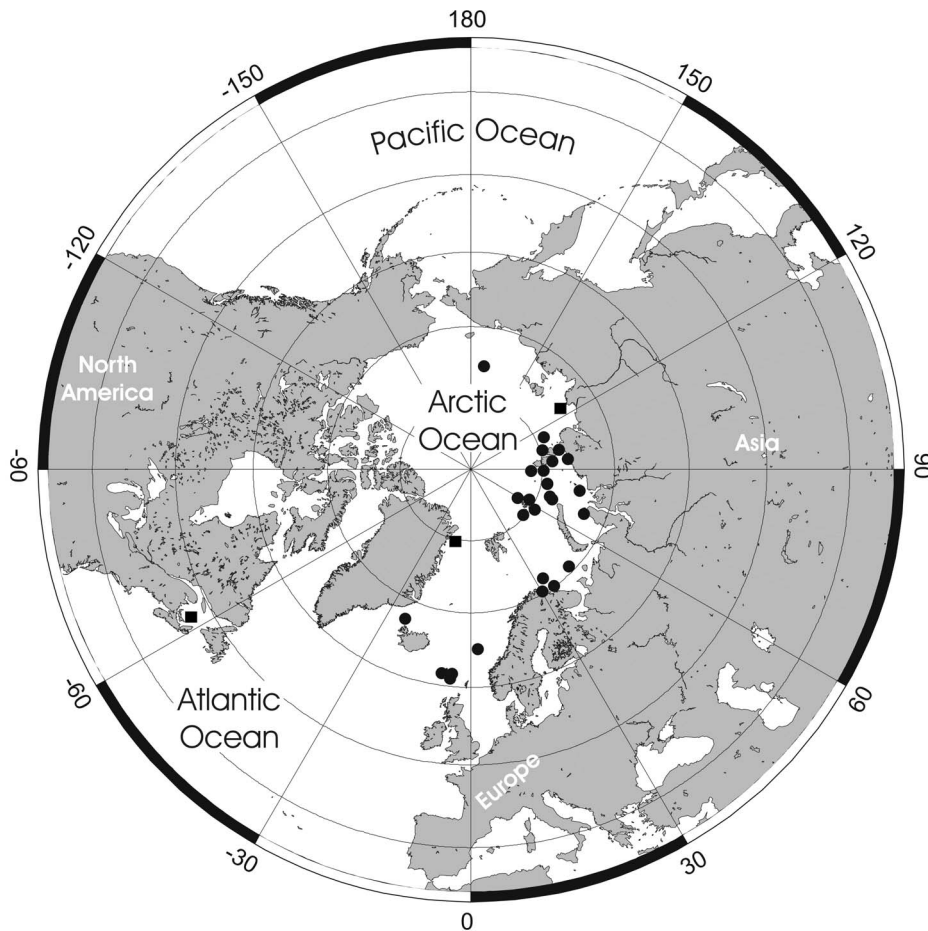 180
-150
150
Pacific Ocean
-120
120
North
America
Arctic
Ocean
Asia
-90
90
Atlantic
Ocean
Europe
-60
60
-30
30
0